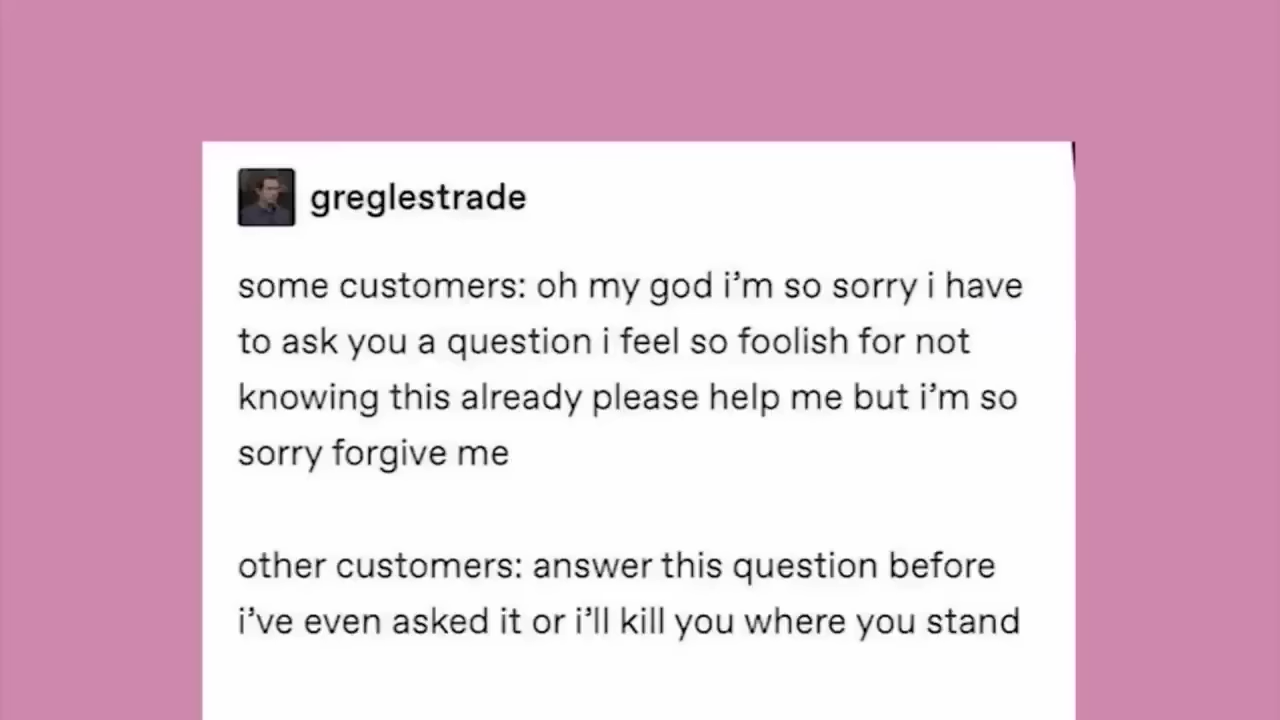 greglestrade
some customers: oh my god i’m so sorry i have
to ask you a question i feel so foolish for not
knowing this already please help me but i’m so
sorry forgive me
other customers: answer this question before
i’ve even asked it or i’ll kill you where you stand